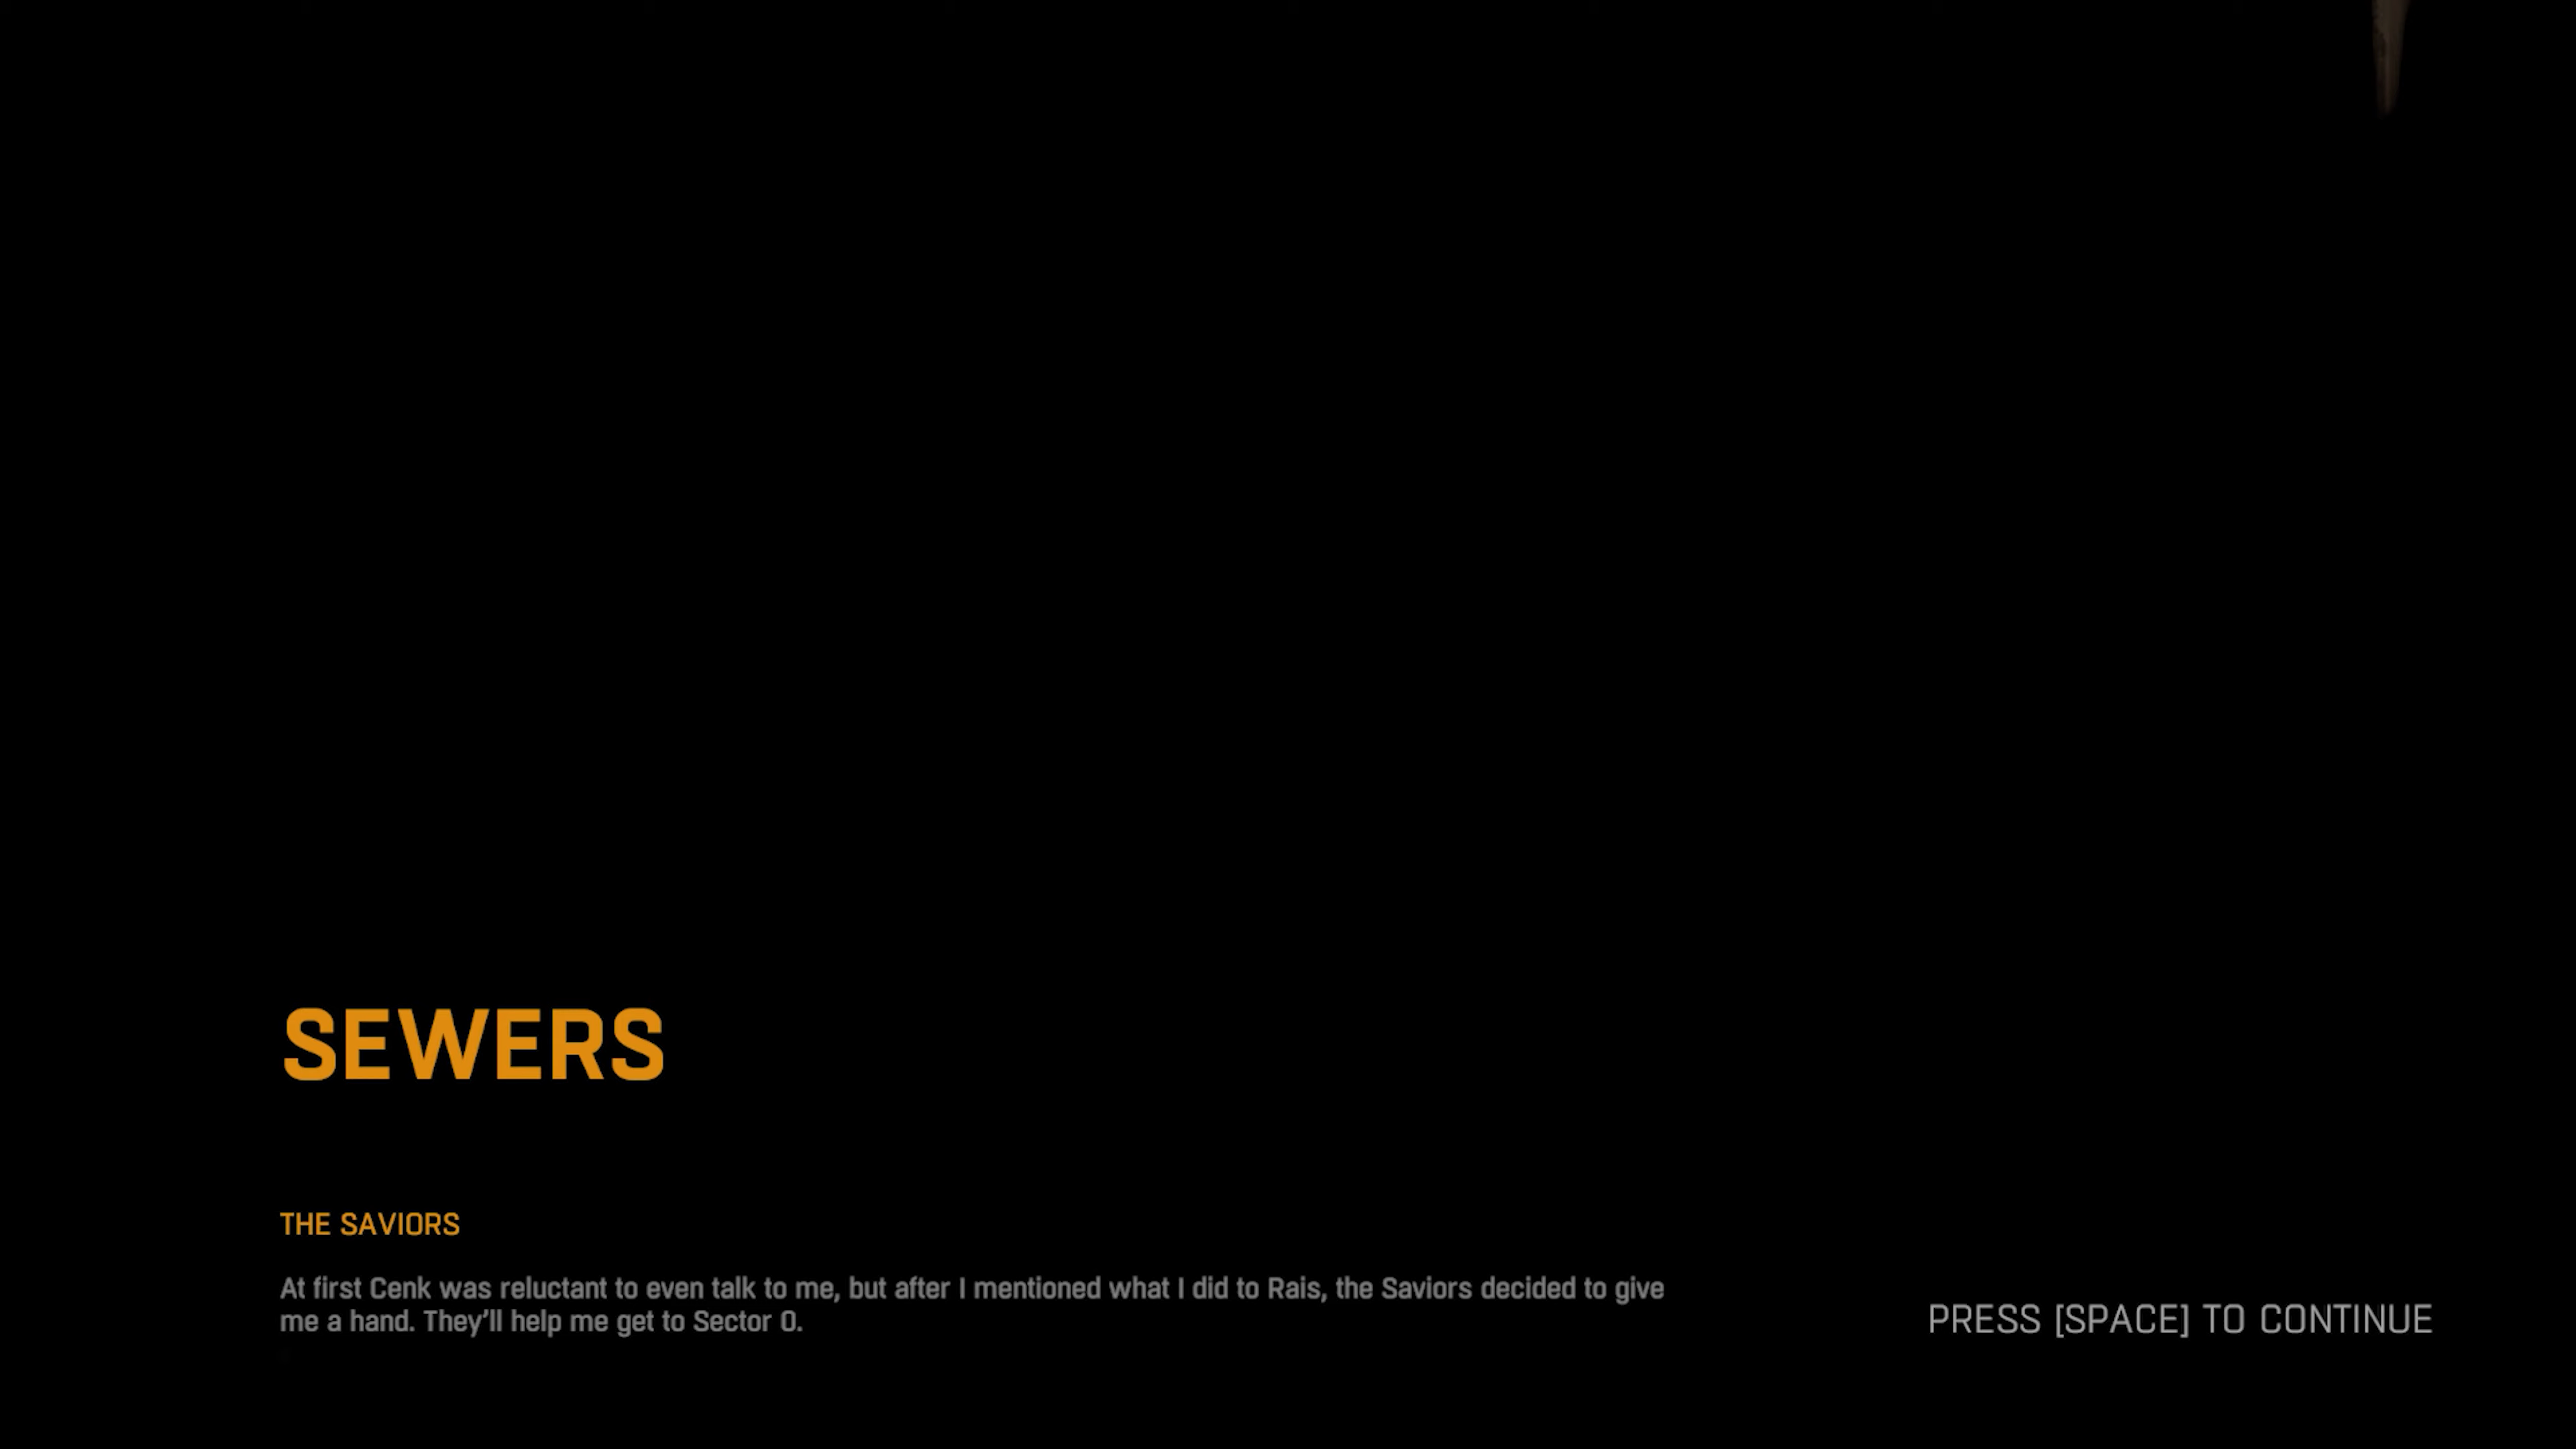 SEWERS
THE SAVIORS
At first Cenk was reluctant to even talk to me, but after I mentioned what I did to Rais, the Saviors decided to give
me a hand. They’ll help me get to Sector 0.
PRESS [SPACE] TO CONTINUE